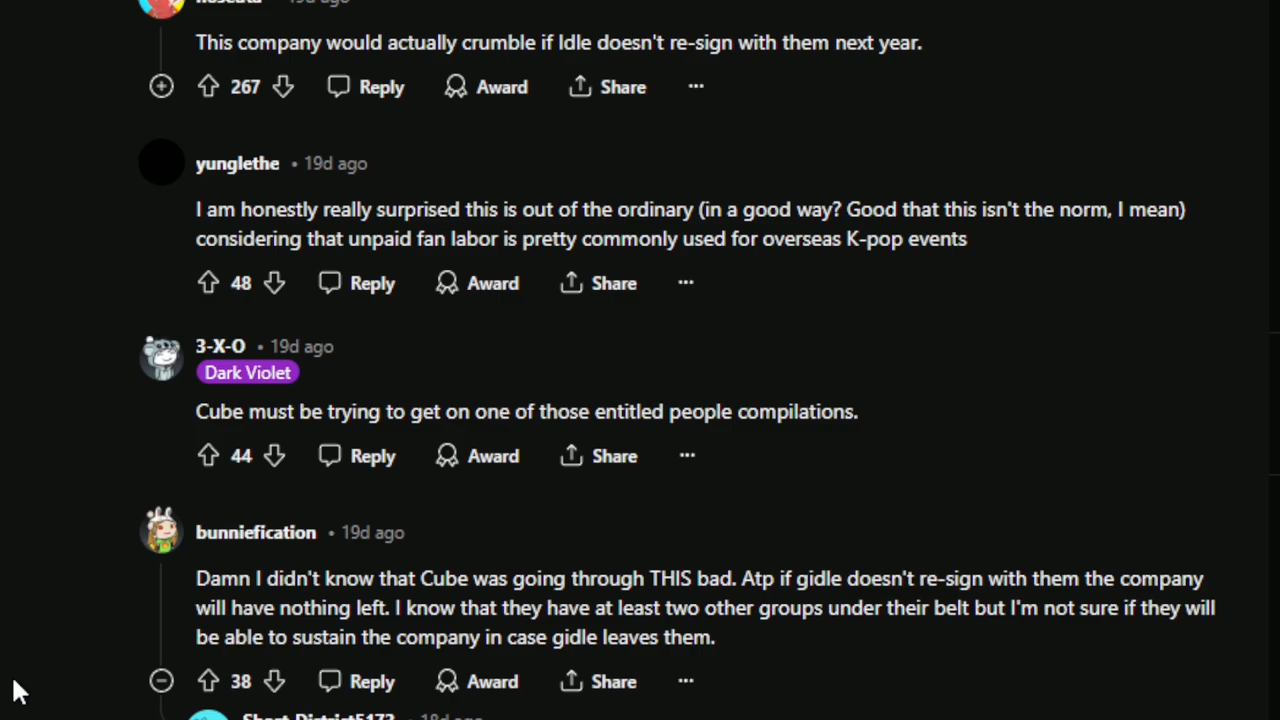 19d ago
This company would actually crumble if Idle doesn't re-sign with them next year.
267 Reply Award Share
yunglethe • 19d ago
I am honestly really surprised this is out of the ordinary (in a good way? Good that this isn't the norm, I mean)
considering that unpaid fan labor is pretty commonly used for overseas K-pop events
48 Reply Award Share
3-X-O • 19d ago
Dark Violet
Cube must be trying to get on one of those entitled people compilations.
44 Reply Award Share
bunniefication • 19d ago
Damn I didn't know that Cube was going through THIS bad. Atp if gidle doesn't re-sign with them the company
will have nothing left. I know that they have at least two other groups under their belt but I'm not sure if they will
be able to sustain the company in case gidle leaves them.
38 Reply Award Share
Short-District5173 • 18d ago